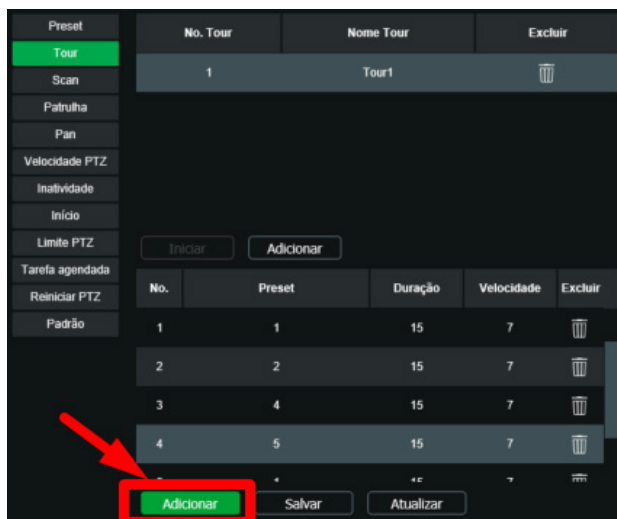 Preset
Tour
Scan
Patrulha
Pan
Velocidade PTZ
Inatividade
Início
Limite PTZ
Tarefa agendada
Reiniciar PTZ
Padrão
No. Tour Nome Tour Excluir
1 Tour1
Iniciar Adicionar
No. Preset Duração Velocidade Excluir
1 1 15 7
2 2 15 7
3 4 15 7
4 5 15 7
Adicionar Salvar Atualizar